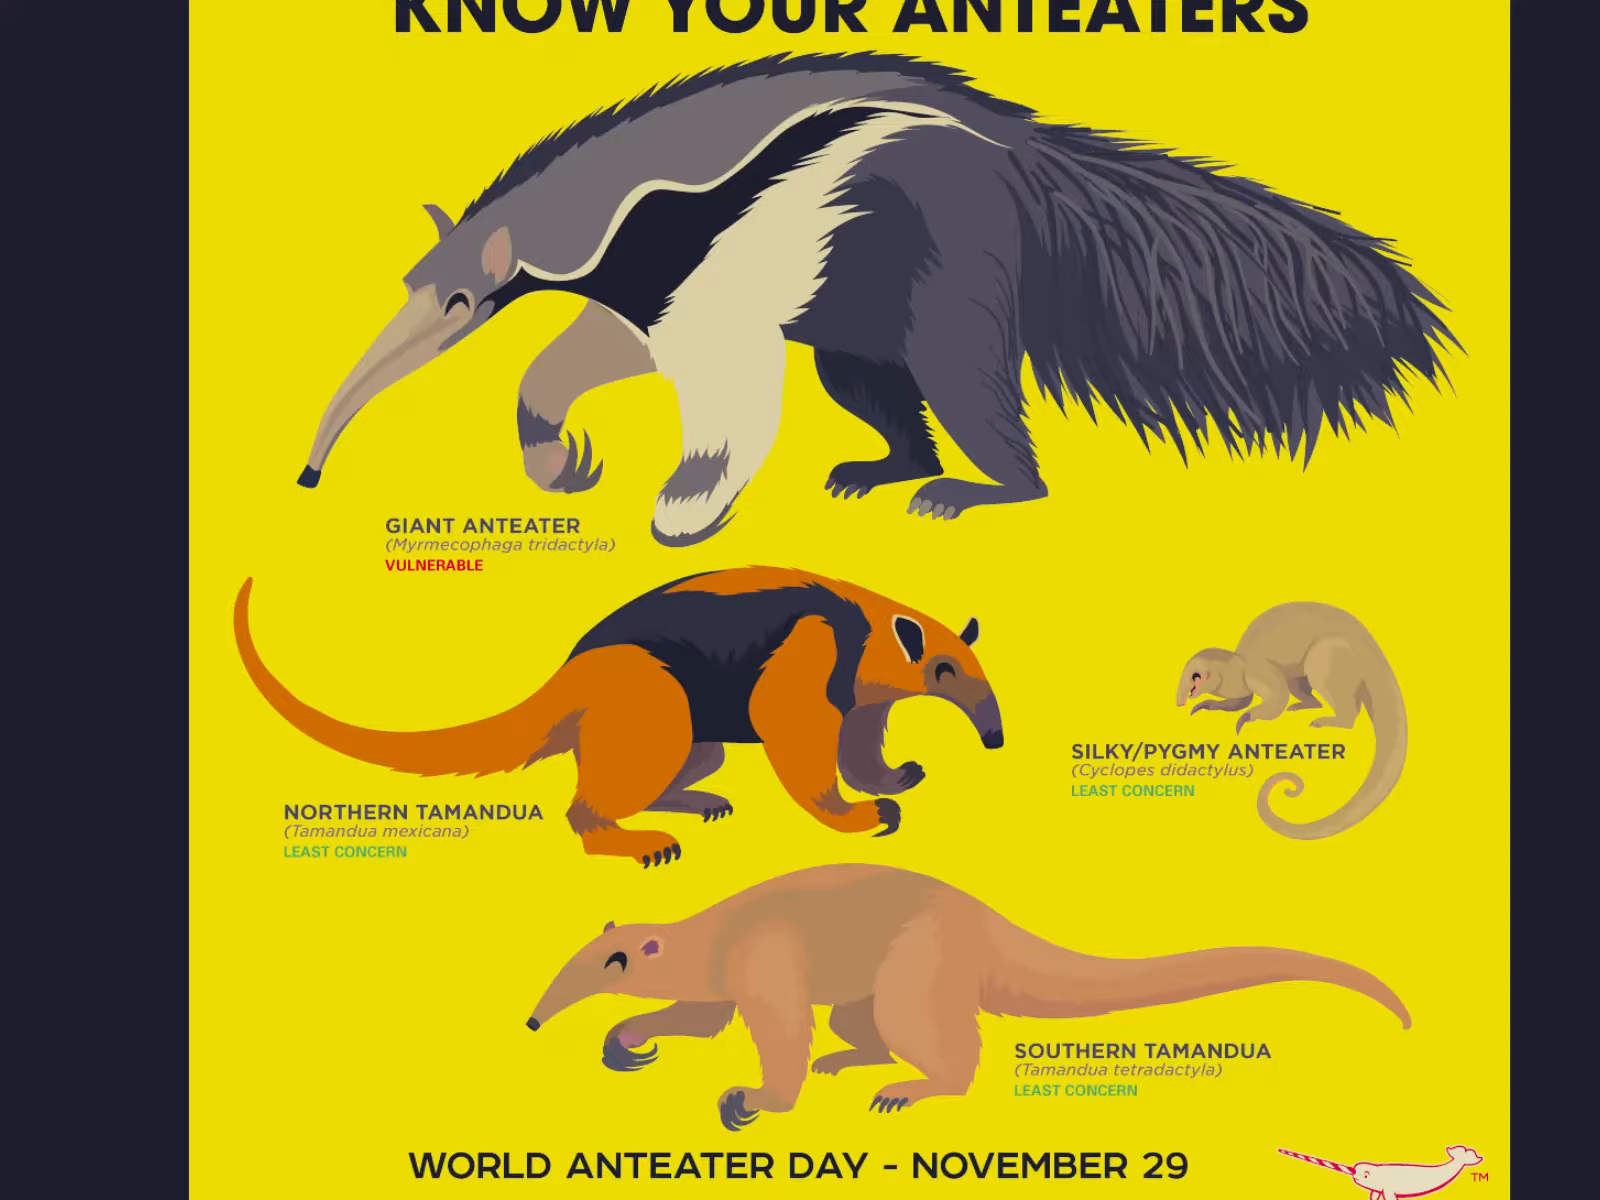 KNOW YOUR ANTEATERS
GIANT ANTEATER
(Myrmecophaga tridactyla)
VULNERABLE
NORTHERN TAMANDUA
(Tamandua mexicana)
LEAST CONCERN
SILKY/PYGMY ANTEATER
(Cyclopes didactylus)
LEAST CONCERN
SOUTHERN TAMANDUA
(Tamandua tetradactyla)
LEAST CONCERN
WORLD ANTEATER DAY - NOVEMBER 29
TM